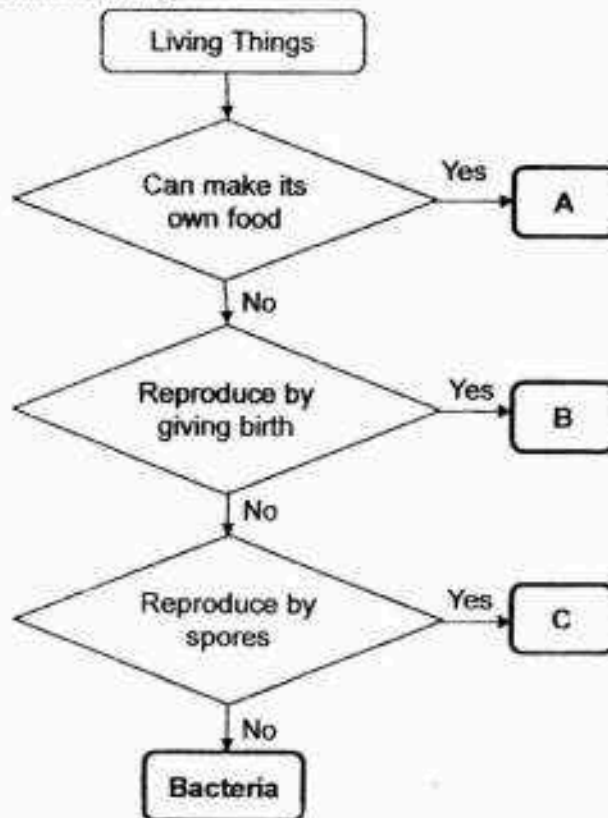 Living Things
Can make its
own food
Yes
A
No
Reproduce by
giving birth
Yes
B
No
Reproduce by
spores
Yes
C
No
Bacteria